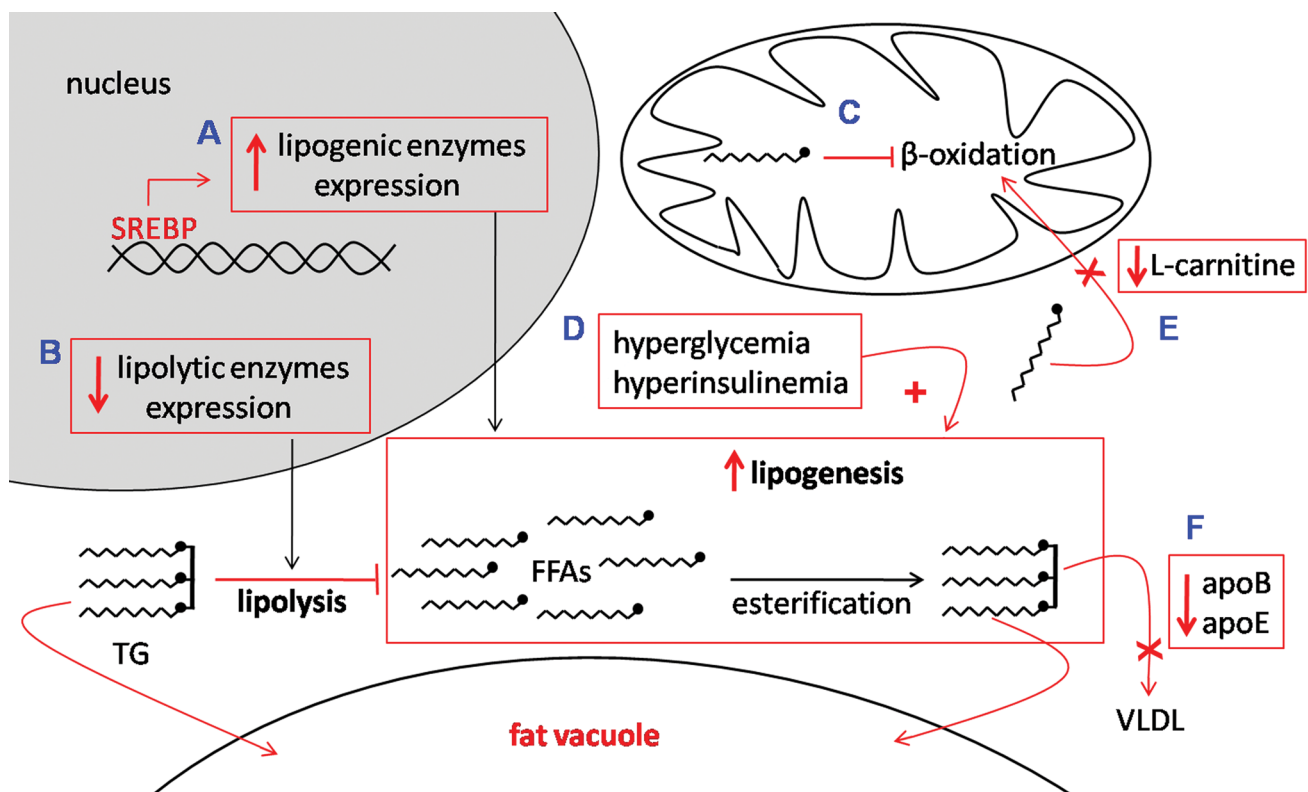 nucleus
A
lipogenic enzymes
expression
SREBP
B
lipolytic enzymes
expression
C
β-oxidation
L-carnitine
E
D
hyperglycemia
hyperinsulinemia
+
lipogenesis
FFAs
esterification
lipolysis
TG
F
apoB
apoE
VLDL
fat vacuole